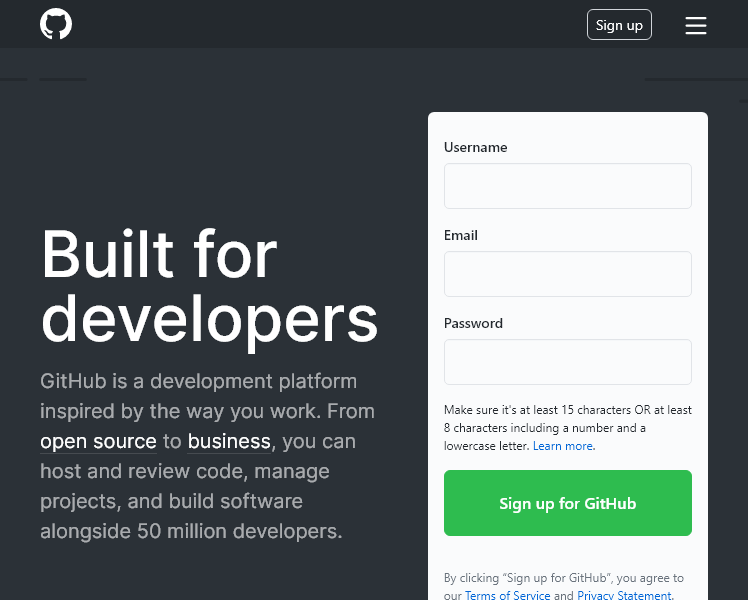 Sign up
Built for
developers
GitHub is a development platform
inspired by the way you work. From
open source to business, you can
host and review code, manage
projects, and build software
alongside 50 million developers.
Username
Email
Password
Make sure it's at least 15 characters OR at least
8 characters including a number and a
lowercase letter. Learn more.
Sign up for GitHub
By clicking “Sign up for GitHub”, you agree to
our Terms of Service and Privacy Statement.